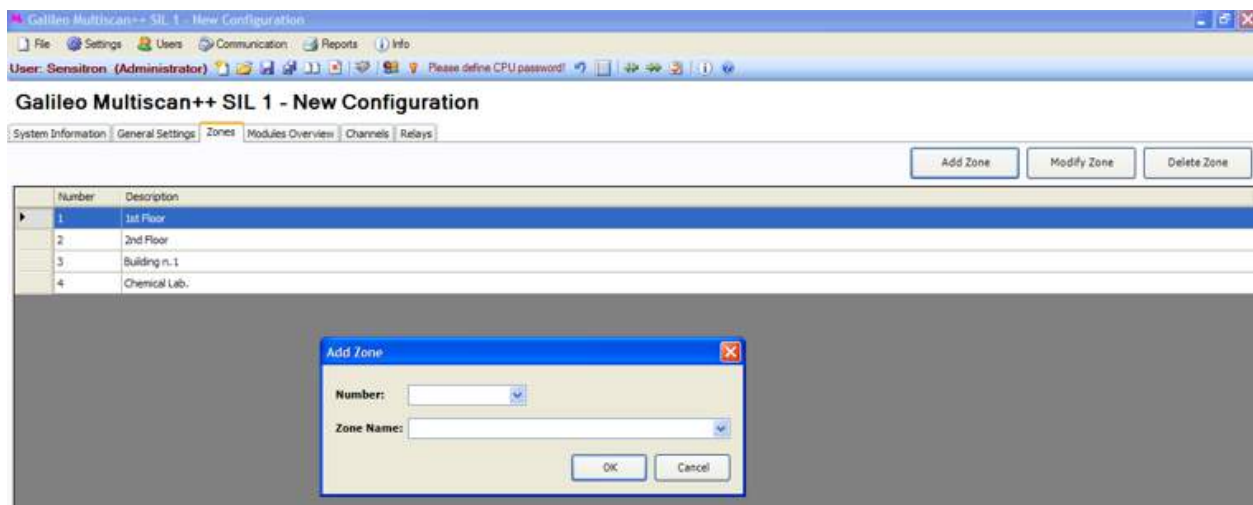 Galileo Multiscan++ SIL 1 - New Configuration
File Settings Users Communication Reports Info
User: Sensitron (Administrator) Please define CPU password!
Galileo Multiscan++ SIL 1 - New Configuration
System Information General Settings Zones Modules Overview Channels Relays
Add Zone Modify Zone Delete Zone
Number Description
1 1st Floor
2 2nd Floor
3 Building n. 1
4 Chemical Lab.
Add Zone
Number:
Zone Name:
OK Cancel